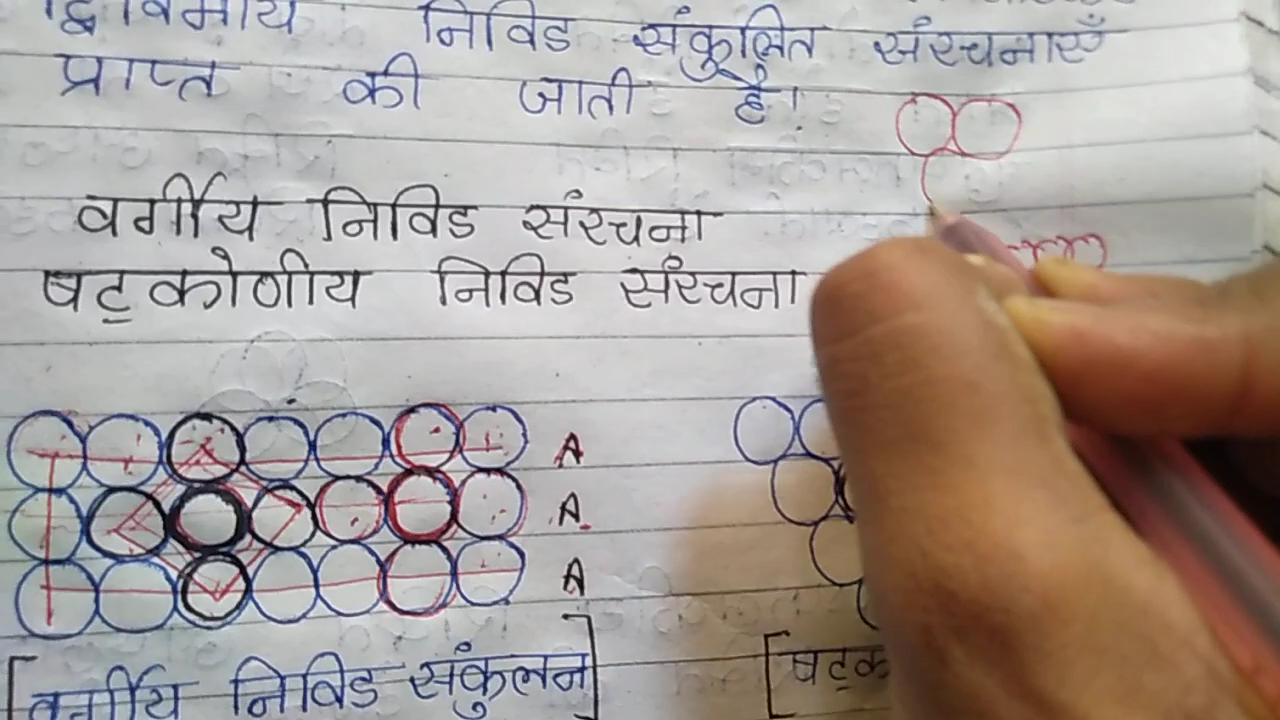 द्विविमीय निविड संकुलित संरचनाएँ
प्राप्त की जाती है।
वर्गीय निविड संरचना
षट्कोणीय निविड संरचना
A
A
A
[वर्गीय निविड संकुलन]
[षट्क